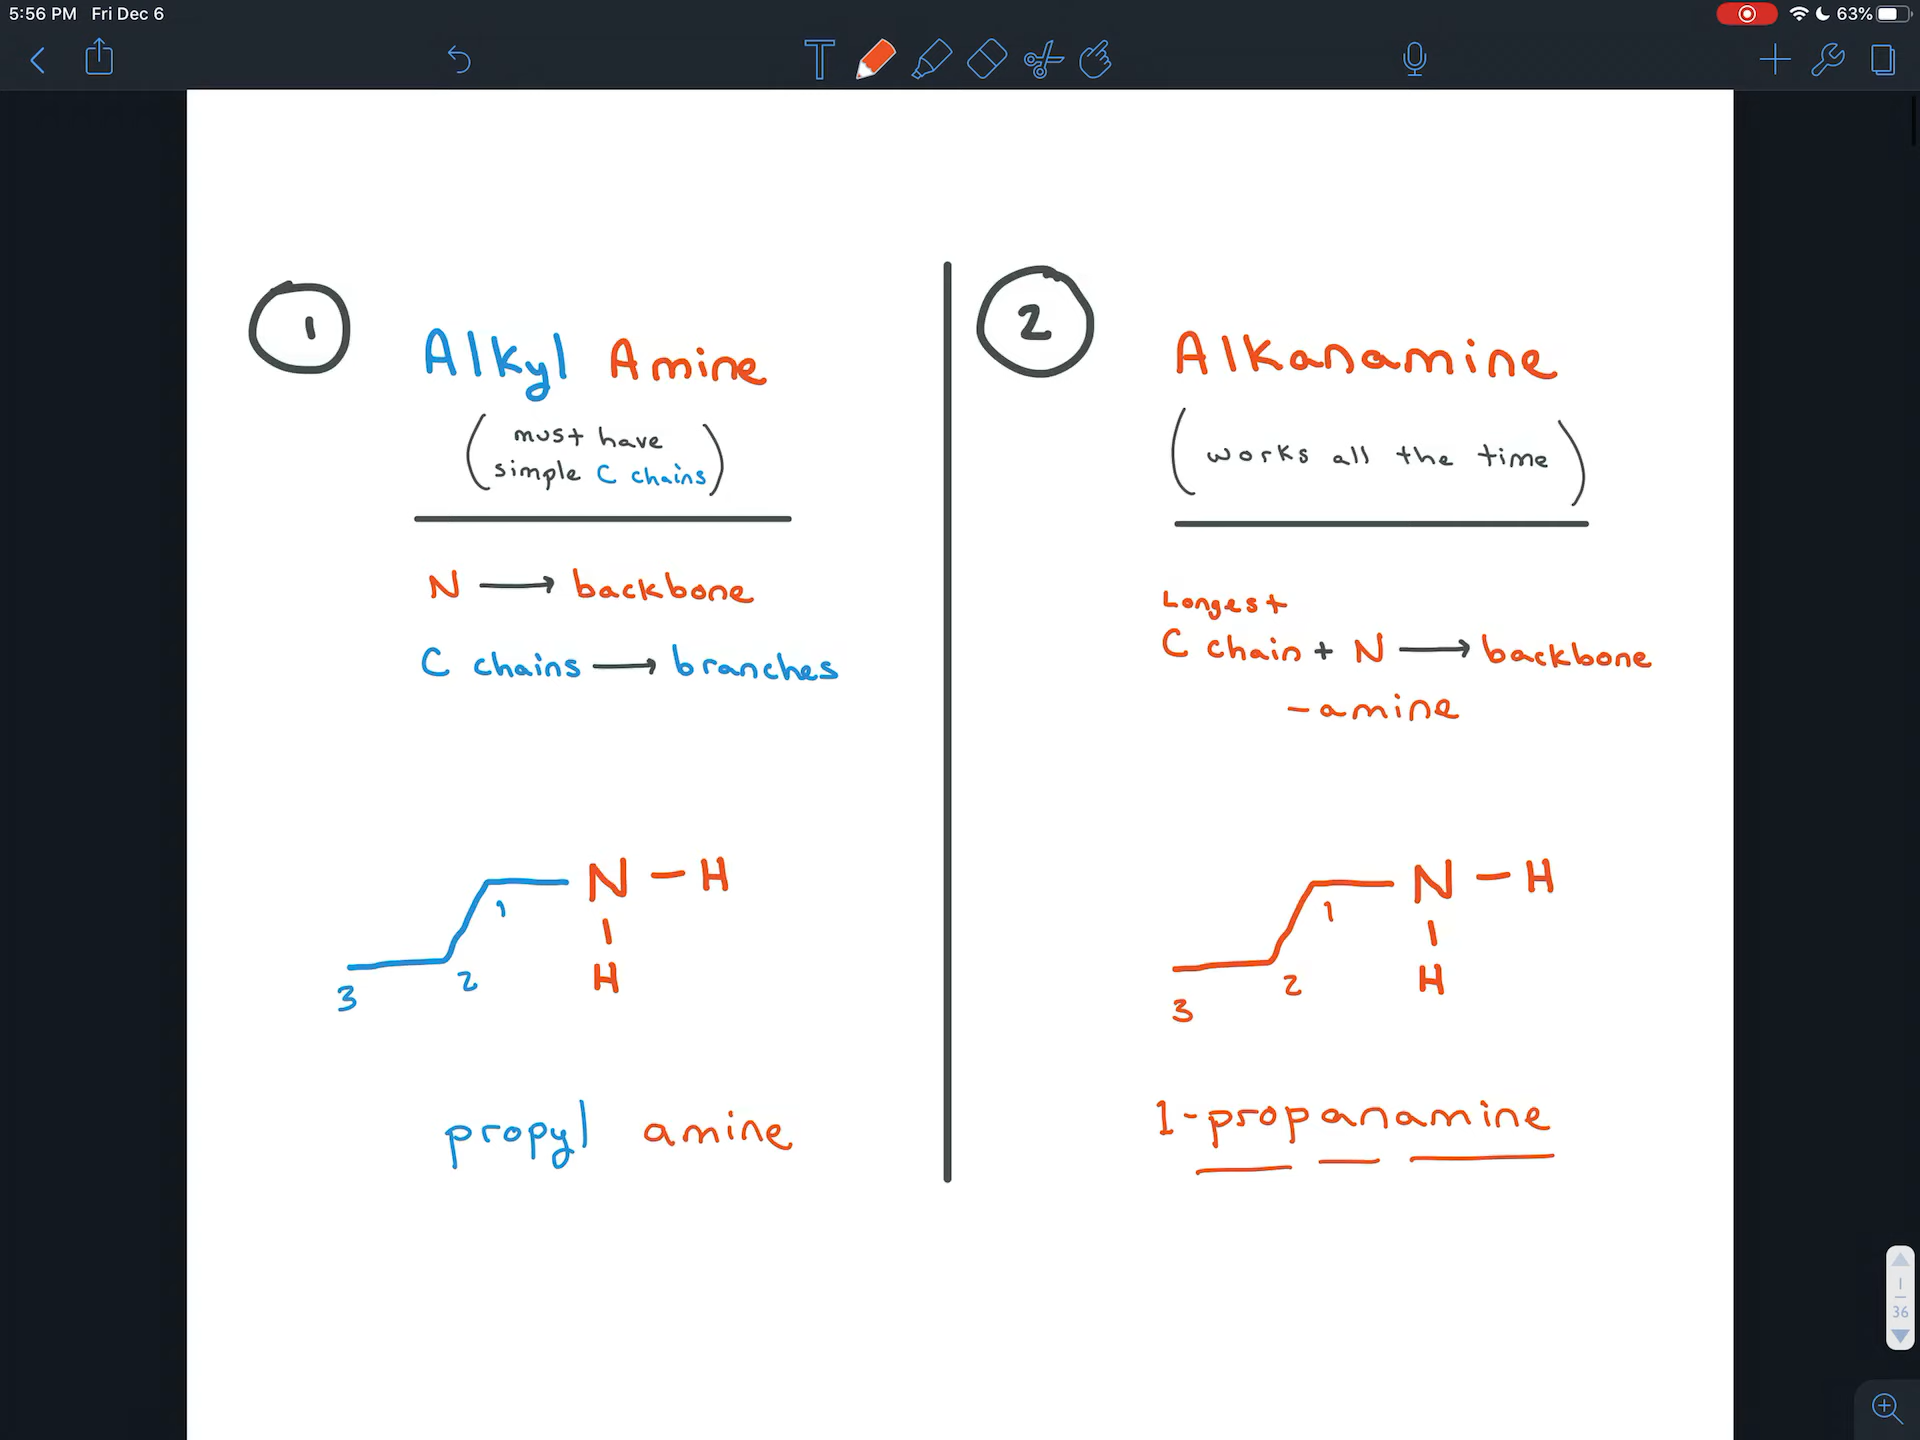 5:56 PM Fri Dec 6
63%
1
Alkyl Amine
(must have
simple C chains)
N → backbone
C chains → branches
N - H
1
H
2
3
propyl amine
2
Alkanamine
(works all the time)
Longest
C chain + N → backbone
-amine
N - H
1
H
2
3
1-propanamine
1
36